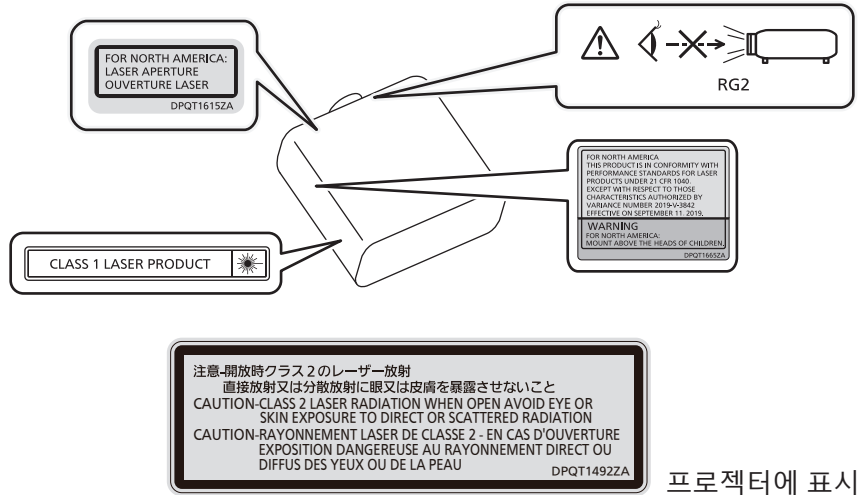 FOR NORTH AMERICA:
LASER APERTURE
OUVERTURE LASER
DPQT1615ZA
RG2
FOR NORTH AMERICA
THIS PRODUCT IS IN CONFORMITY WITH
PERFORMANCE STANDARDS FOR LASER
PRODUCTS UNDER 21 CFR 1040.
EXCEPT WITH RESPECT TO THOSE
CHARACTERISTICS AUTHORIZED BY
VARIANCE NUMBER 2019-V-3842
EFFECTIVE ON SEPTEMBER 11. 2019.
WARNING
FOR NORTH AMERICA:
MOUNT ABOVE THE HEADS OF CHILDREN.
DPQT1665ZA
CLASS 1 LASER PRODUCT
注意-開放時クラス2のレーザー放射
直接放射又は分散放射に眼又は皮膚を暴露させないこと
CAUTION-CLASS 2 LASER RADIATION WHEN OPEN AVOID EYE OR
SKIN EXPOSURE TO DIRECT OR SCATTERED RADIATION
CAUTION-RAYONNEMENT LASER DE CLASSE 2 - EN CAS D'OUVERTURE
EXPOSITION DANGEREUSE AU RAYONNEMENT DIRECT OU
DIFFUS DES YEUX OU DE LA PEAU
DPQT1492ZA
프로젝터에 표시